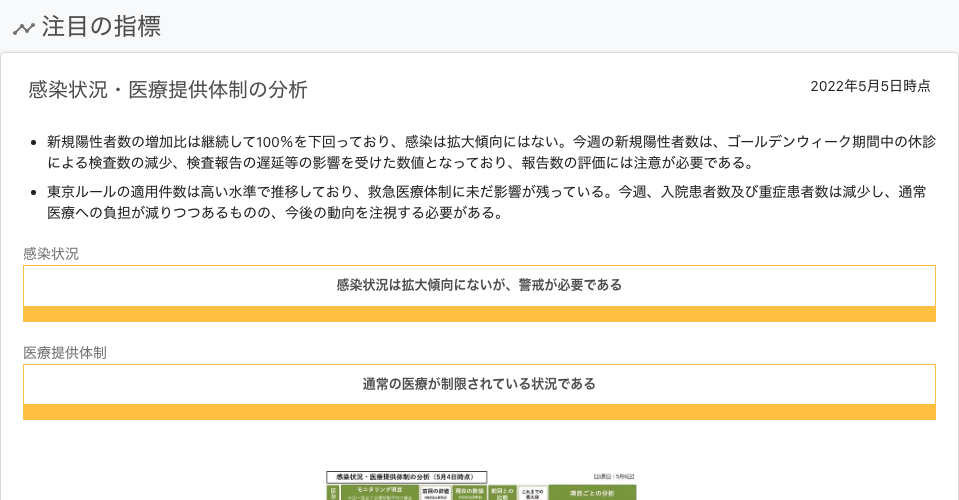 注目の指標
感染状況・医療提供体制の分析
2022年5月5日時点
新規陽性者数の増加比は継続して100%を下回っており、感染は拡大傾向にはない。今週の新規陽性者数は、ゴールデンウィーク期間中の休診
による検査数の減少、検査報告の遅延等の影響を受けた数値となっており、報告数の評価には注意が必要である。
東京ルールの適用件数は高い水準で推移しており、救急医療体制に未だ影響が残っている。今週、入院患者数及び重症患者数は減少し、通常
医療への負担が減りつつあるものの、今後の動向を注視する必要がある。
感染状況
感染状況は拡大傾向にないが、警戒が必要である
医療提供体制
通常の医療が制限されている状況である
感染状況・医療提供体制の分析（5月4日時点）
区
モニタリング項目
前回の数値
現在の数値
前回との
比較
これまでの
最大値
項目ごとの分析